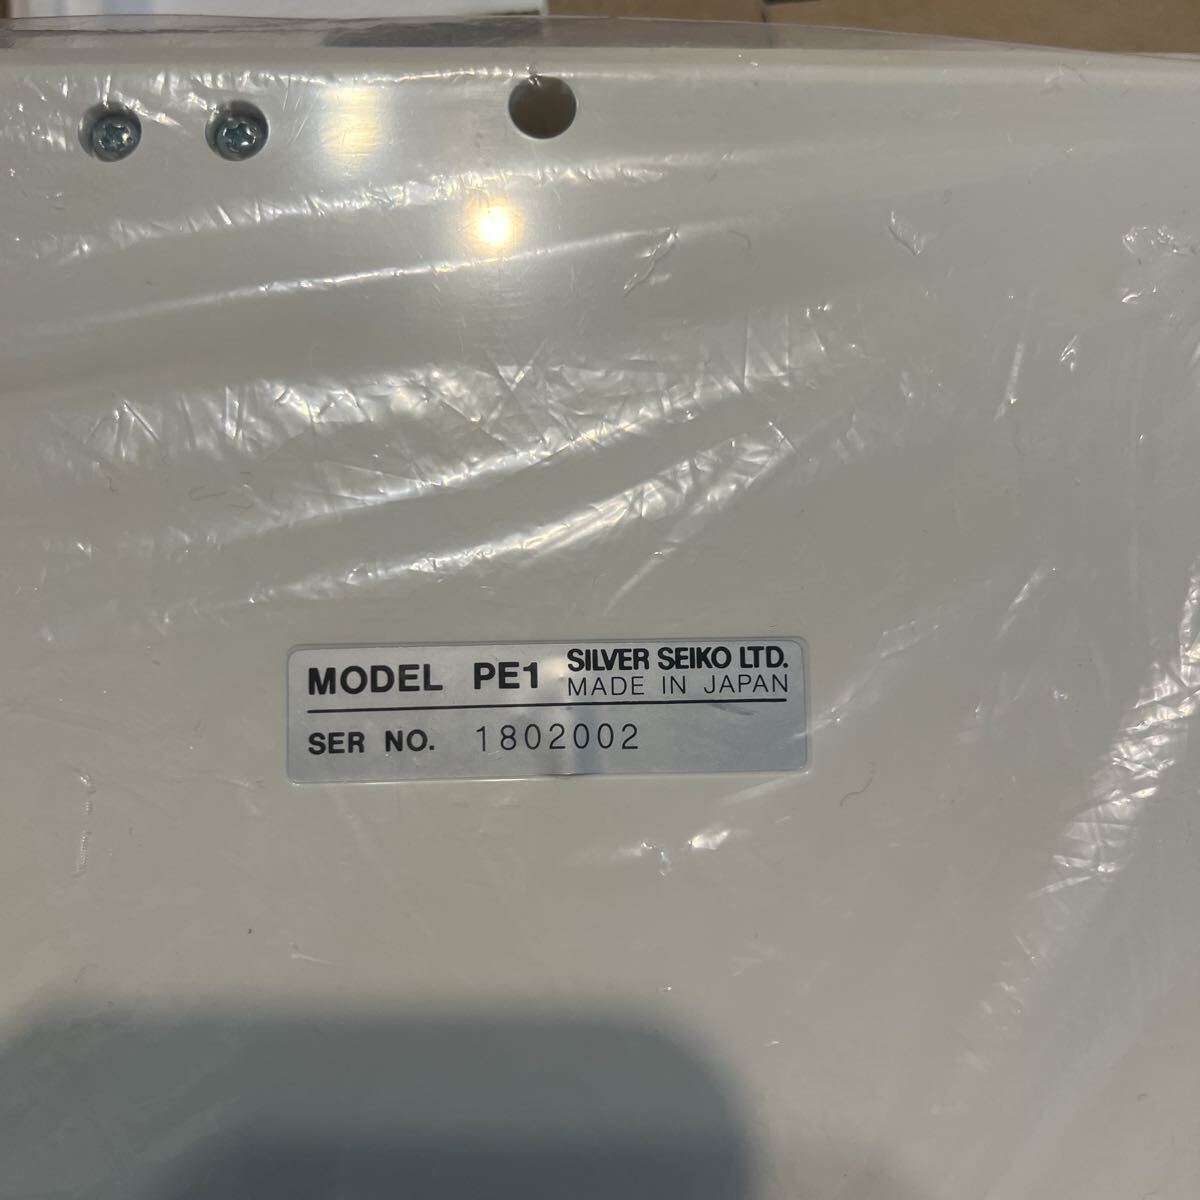 MODEL PE1 SILVER SEIKO LTD.
MADE IN JAPAN
SER NO. 1802002